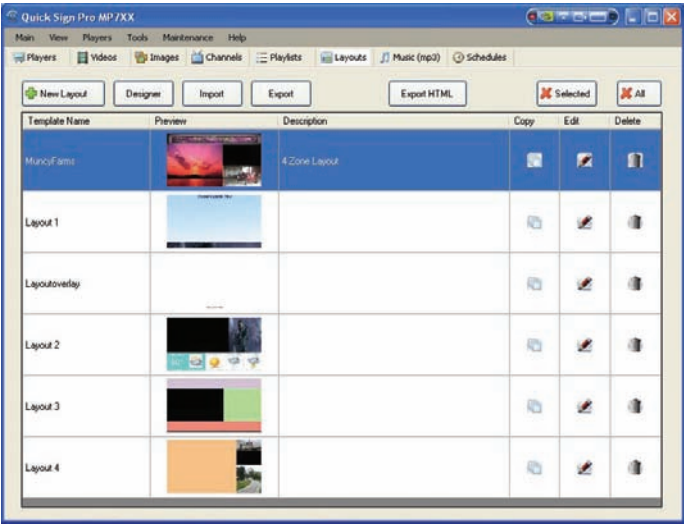 Quick Sign Pro MP7XX
Main View Players Tools Maintenance Help
Players Videos Images Channels Playlists Layouts Music (mp3) Schedules
New Layout Designer Import Export Export HTML Selected All
Template Name Preview Description Copy Edit Delete
MuncyFarms 4 Zone Layout
Layout 1
Layoutoverlay
Layout 2
Layout 3
Layout 4